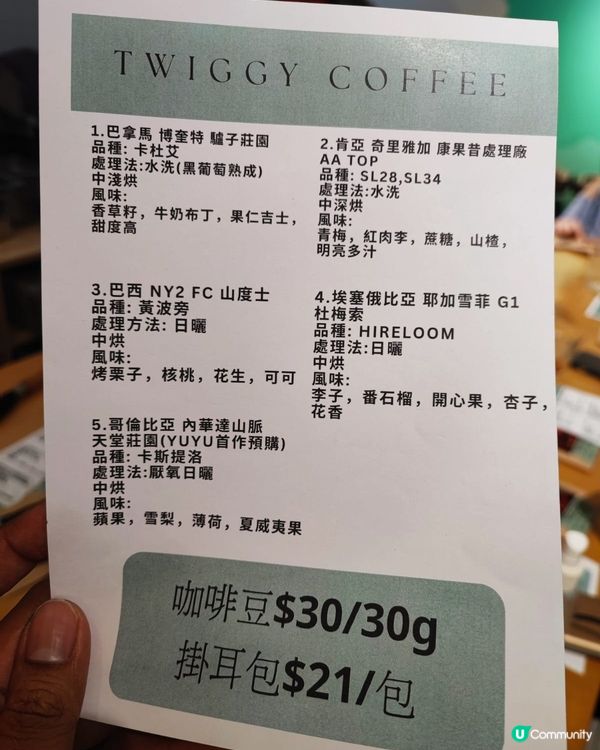 TWIGGY COFFEE
1.巴拿馬 博奎特 驢子莊園
品種: 卡杜艾
處理法:水洗(黑葡萄熟成)
中淺烘
風味:
香草籽，牛奶布丁，果仁吉士，
甜度高
2.肯亞 奇里雅加 康果昔處理廠
AA TOP
品種: SL28,SL34
處理法:水洗
中深烘
風味:
青梅，紅肉李，蔗糖，山楂，
明亮多汁
3.巴西 NY2 FC 山度士
品種: 黃波旁
處理方法: 日曬
中烘
風味:
烤栗子，核桃，花生，可可
4.埃塞俄比亞 耶加雪菲 G1
杜梅索
品種: HIRELOOM
處理法:日曬
中烘
風味:
李子，番石榴，開心果，杏子，
花香
5.哥倫比亞 內華達山脈
天堂莊園(YUYU首作預購)
品種: 卡斯提洛
處理法:厭氧日曬
中烘
風味:
蘋果，雪梨，薄荷，夏威夷果
咖啡豆$30/30g
掛耳包$21/包
U Community